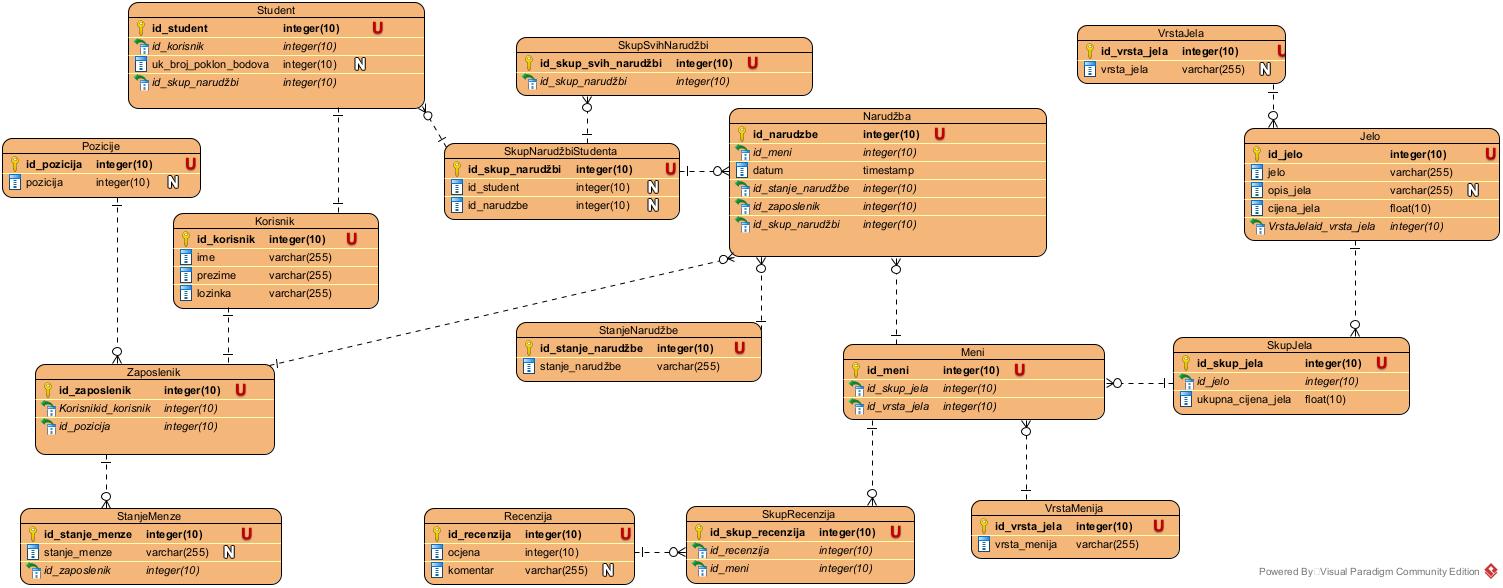 Student
id_student integer(10) U
id_korisnik integer(10)
uk_broj_poklon_bodova integer(10) N
id_skup_narudžbi integer(10)
SkupSvihNarudžbi
id_skup_svih_narudžbi integer(10) U
id_skup_narudžbi integer(10)
VrstaJela
id_vrsta_jela integer(10) U
vrsta_jela varchar(255) N
Pozicije
id_pozicija integer(10) U
pozicija integer(10) N
SkupNarudžbiStudenta
id_skup_narudžbi integer(10) U
id_student integer(10) N
id_narudzbe integer(10) N
Narudžba
id_narudzbe integer(10) U
id_meni integer(10)
datum timestamp
id_stanje_narudžbe integer(10)
id_zaposlenik integer(10)
id_skup_narudžbi integer(10)
Jelo
id_jelo integer(10) U
jelo varchar(255)
opis_jela varchar(255) N
cijena_jela float(10)
VrstaJelaid_vrsta_jela integer(10)
Korisnik
id_korisnik integer(10) U
ime varchar(255)
prezime varchar(255)
lozinka varchar(255)
StanjeNarudžbe
id_stanje_narudžbe integer(10) U
stanje_narudžbe varchar(255)
Meni
id_meni integer(10) U
id_skup_jela integer(10)
id_vrsta_jela integer(10)
SkupJela
id_skup_jela integer(10) U
id_jelo integer(10)
ukupna_cijena_jela float(10)
Zaposlenik
id_zaposlenik integer(10) U
Korisnikid_korisnik integer(10)
id_pozicija integer(10)
StanjeMenze
id_stanje_menze integer(10) U
stanje_menze varchar(255) N
id_zaposlenik integer(10)
Recenzija
id_recenzija integer(10) U
ocjena integer(10)
komentar varchar(255) N
SkupRecenzija
id_skup_recenzija integer(10) U
id_recenzija integer(10)
id_meni integer(10)
VrstaMenija
id_vrsta_jela integer(10) U
vrsta_menija varchar(255)
Powered By Visual Paradigm Community Edition